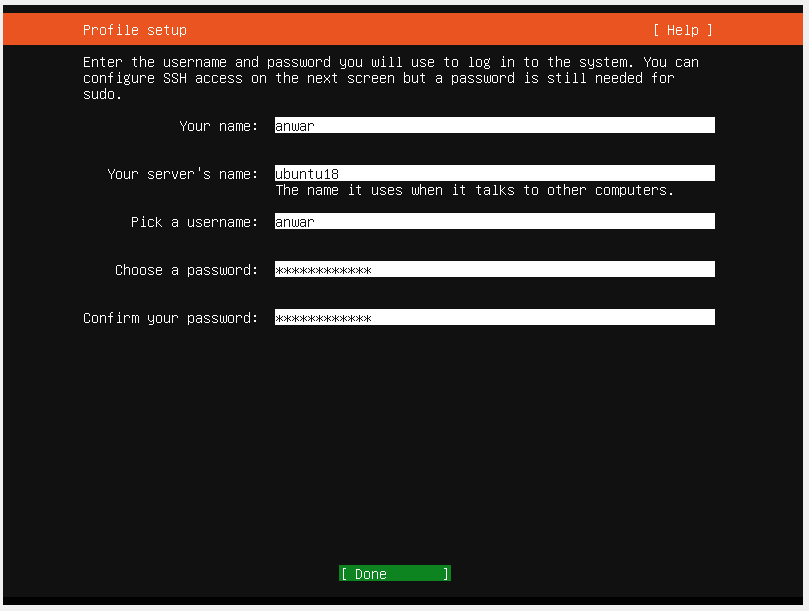 Profile setup [ Help ]
Enter the username and password you will use to log in to the system. You can
configure SSH access on the next screen but a password is still needed for
sudo.
Your name: anwar
Your server's name: ubuntu18
The name it uses when it talks to other computers.
Pick a username: anwar
Choose a password: ************
Confirm your password: ************
[ Done ]